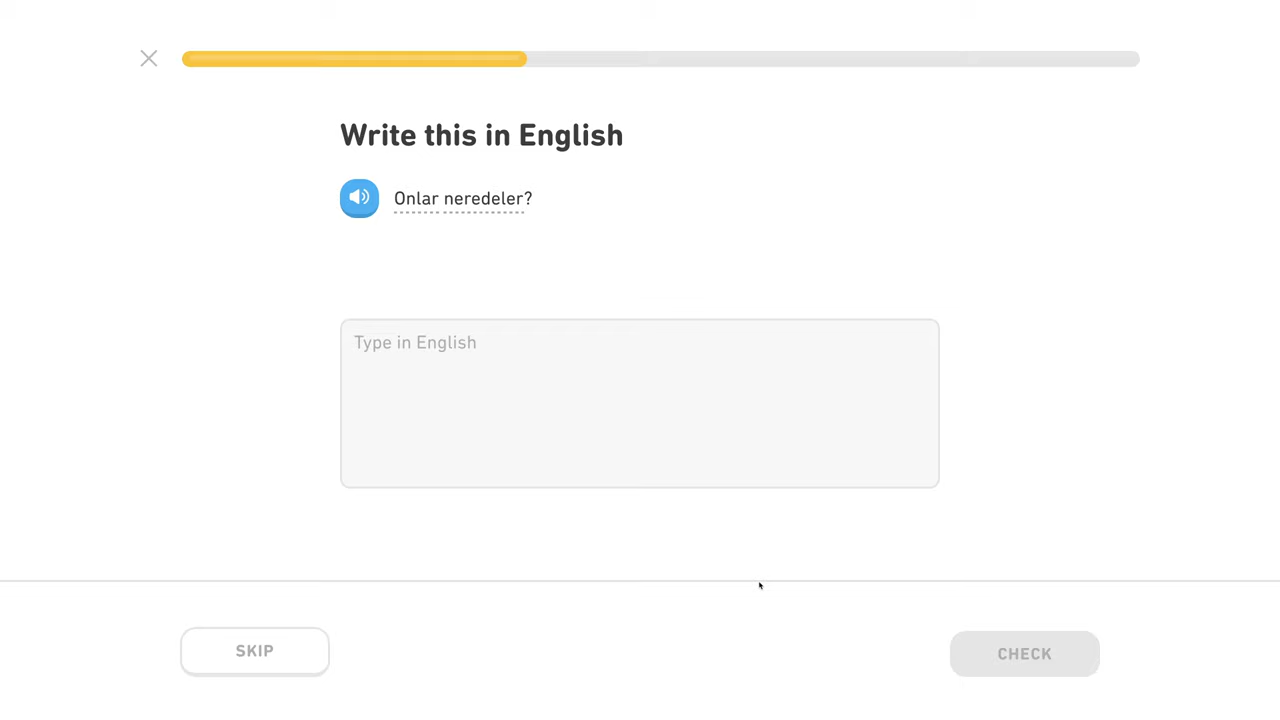 Write this in English
Onlar neredeler?
Type in English
SKIP
CHECK